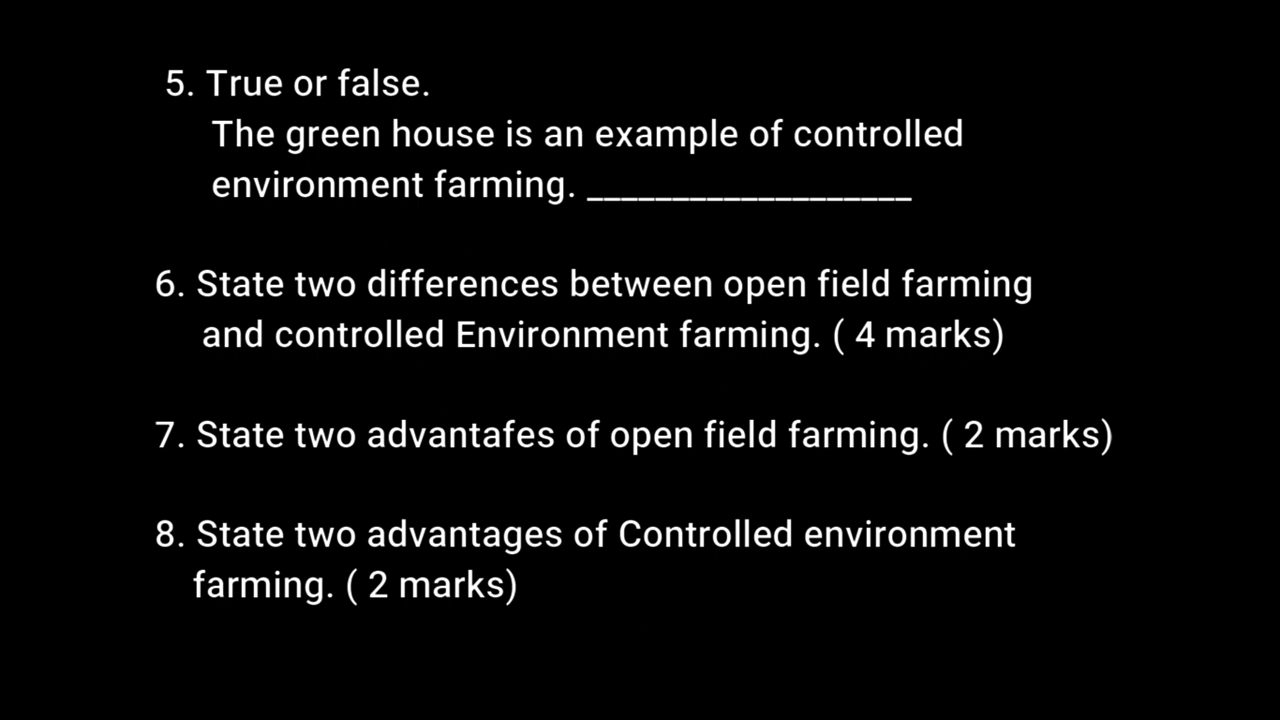 5. True or false.
The green house is an example of controlled
environment farming. ___________________
6. State two differences between open field farming
and controlled Environment farming. ( 4 marks)
7. State two advantafes of open field farming. ( 2 marks)
8. State two advantages of Controlled environment
farming. ( 2 marks)